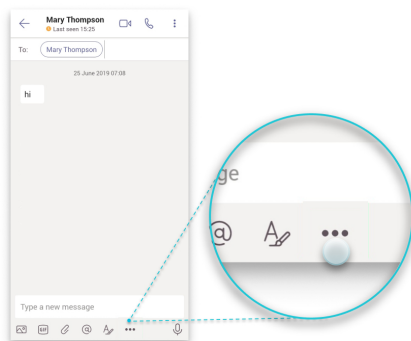 Mary Thompson
Last seen 15:25
To: Mary Thompson
25 June 2019 07:08
hi
ge
@ A
Type a new message
GIF @ A